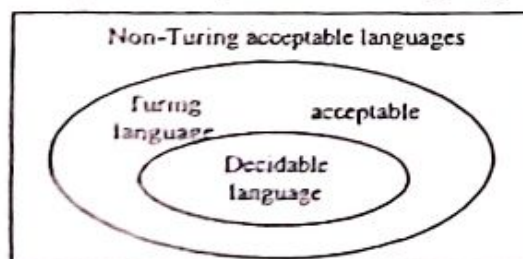 Non-Turing acceptable languages
Turing acceptable
language
Decidable
language